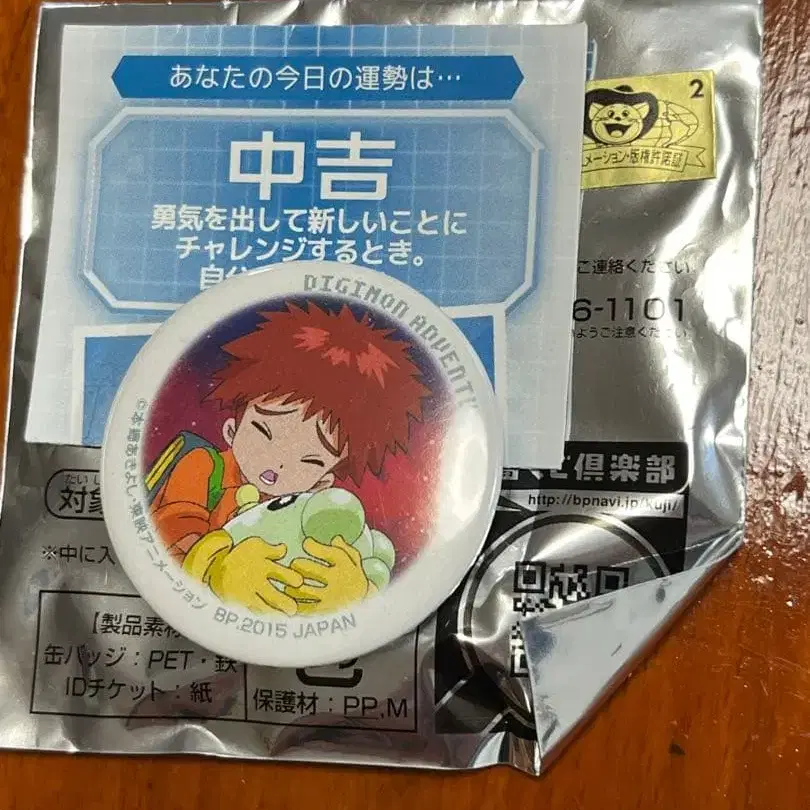 あなたの今日の運勢は…
中吉
勇気を出して新しいことに
チャレンジするとき。
自分
2
メーション・版権許諾証
ご連絡ください
6-1101
ようご注意ください
DIGIMON ADVENTU
©本郷あきよし・東映アニメーション
BP.2015 JAPAN
たいし
対象
※中に入
倶楽部
http://bpnavi.jp/kuji/
【製品素材
缶バッジ：PET・鉄
IDチケット：紙
保護材：PP,M